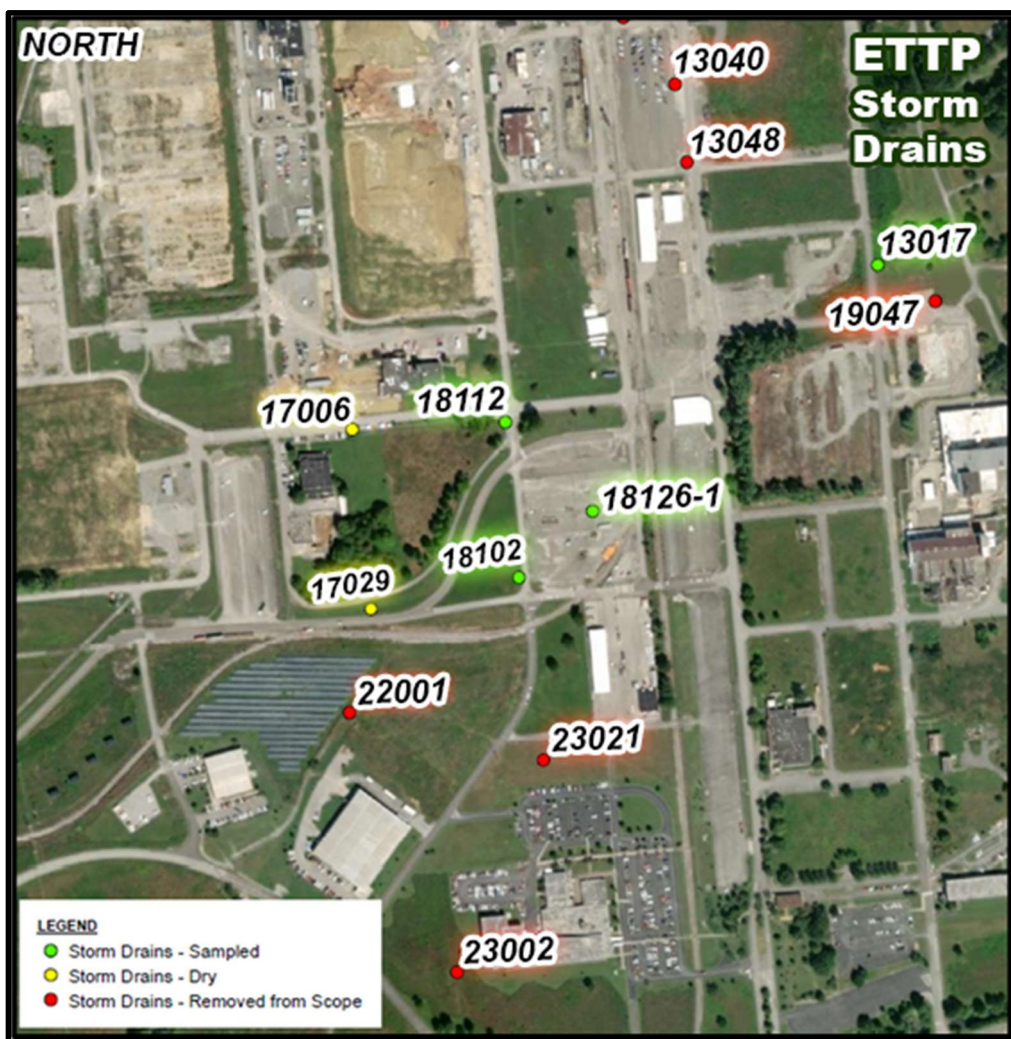 NORTH
ETTP
Storm
Drains
13040
13048
13017
19047
17006
18112
18126-1
18102
17029
22001
23021
23002
LEGEND
Storm Drains - Sampled
Storm Drains - Dry
Storm Drains - Removed from Scope